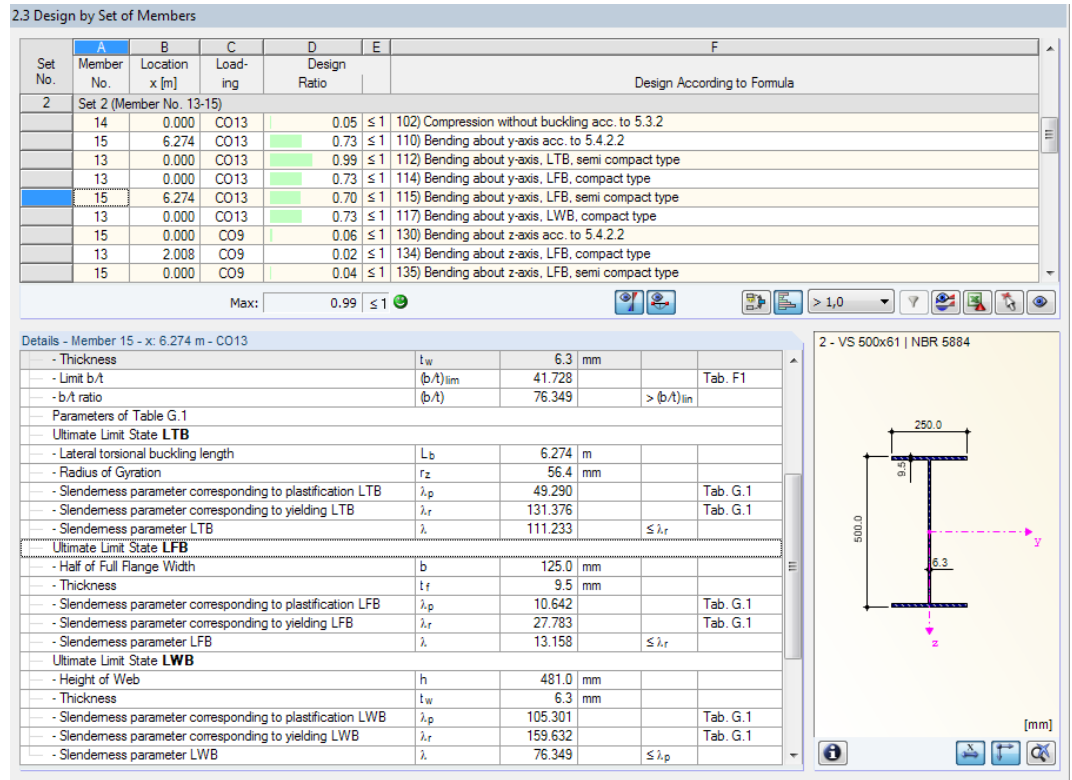 2.3 Design by Set of Members
A B C D E F
Set Member Location Load- Design
No. No. x [m] ing Ratio Design According to Formula
2 Set 2 (Member No. 13-15)
14 0.000 CO13 0.05 ≤ 1 102) Compression without buckling acc. to 5.3.2
15 6.274 CO13 0.73 ≤ 1 110) Bending about y-axis acc. to 5.4.2.2
13 0.000 CO13 0.99 ≤ 1 112) Bending about y-axis, LTB, semi compact type
13 0.000 CO13 0.73 ≤ 1 114) Bending about y-axis, LFB, compact type
15 6.274 CO13 0.70 ≤ 1 115) Bending about y-axis, LFB, semi compact type
13 0.000 CO13 0.73 ≤ 1 117) Bending about y-axis, LWB, compact type
15 0.000 CO9 0.06 ≤ 1 130) Bending about z-axis acc. to 5.4.2.2
13 2.008 CO9 0.02 ≤ 1 134) Bending about z-axis, LFB, compact type
15 0.000 CO9 0.04 ≤ 1 135) Bending about z-axis, LFB, semi compact type
Max: 0.99 ≤ 1 > 1,0
Details - Member 15 - x: 6.274 m - CO13
- Thickness tw 6.3 mm
- Limit b/t (b/t)lim 41.728 Tab. F1
- b/t ratio (b/t) 76.349 > (b/t)lin
Parameters of Table G.1
Ultimate Limit State LTB
- Lateral torsional buckling length Lb 6.274 m
- Radius of Gyration rz 56.4 mm
- Slenderness parameter corresponding to plastification LTB λp 49.290 Tab. G.1
- Slenderness parameter corresponding to yielding LTB λr 131.376 Tab. G.1
- Slenderness parameter LTB λ 111.233 ≤ λr
Ultimate Limit State LFB
- Half of Full Flange Width b 125.0 mm
- Thickness tf 9.5 mm
- Slenderness parameter corresponding to plastification LFB λp 10.642 Tab. G.1
- Slenderness parameter corresponding to yielding LFB λr 27.783 Tab. G.1
- Slenderness parameter LFB λ 13.158 ≤ λr
Ultimate Limit State LWB
- Height of Web h 481.0 mm
- Thickness tw 6.3 mm
- Slenderness parameter corresponding to plastification LWB λp 105.301 Tab. G.1
- Slenderness parameter corresponding to yielding LWB λr 159.632 Tab. G.1
- Slenderness parameter LWB λ 76.349 ≤ λp
2 - VS 500x61 | NBR 5884
250.0
9.5
500.0
y
6.3
z
[mm]